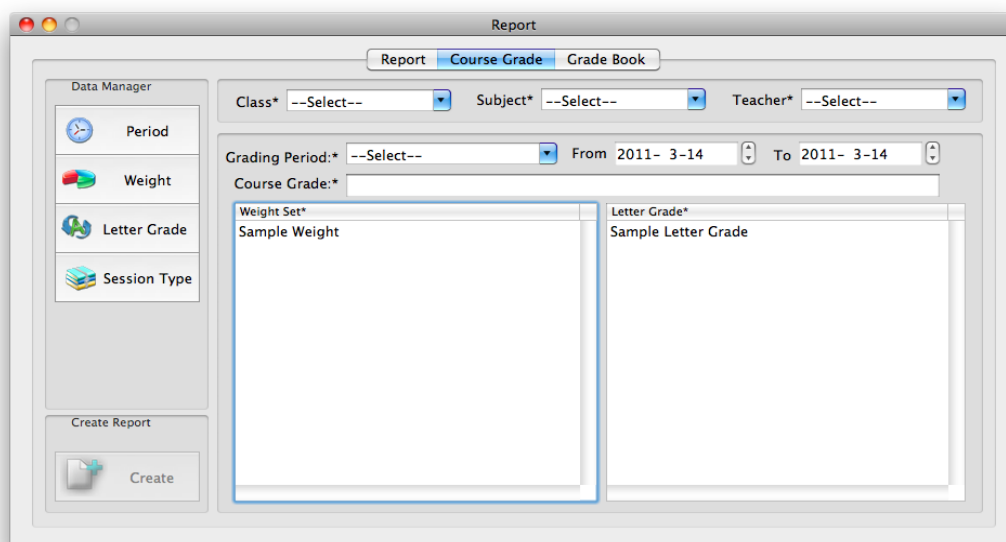 Report
Report Course Grade Grade Book
Data Manager
Period
Weight
Letter Grade
Session Type
Create Report
Create
Class* --Select-- Subject* --Select-- Teacher* --Select--
Grading Period:* --Select-- From 2011- 3-14 To 2011- 3-14
Course Grade:*
Weight Set*
Sample Weight
Letter Grade*
Sample Letter Grade